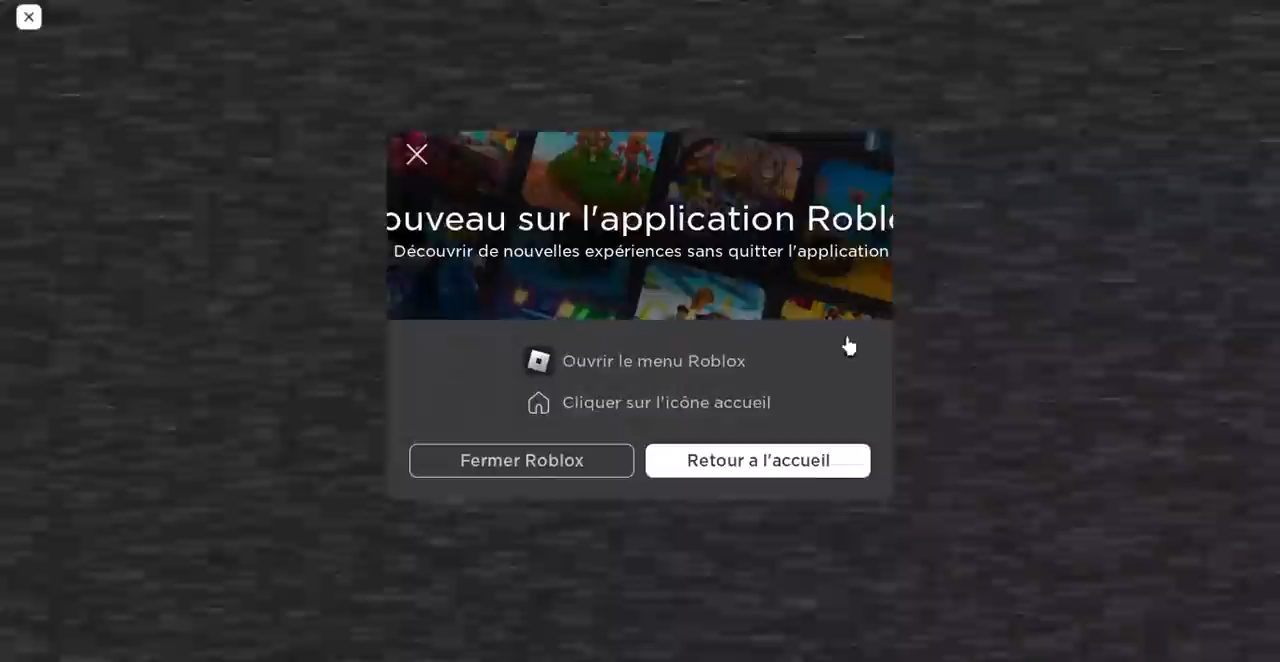 ouveau sur l'application Robl
Découvrir de nouvelles expériences sans quitter l'application
Ouvrir le menu Roblox
Cliquer sur l'icône accueil
Fermer Roblox
Retour a l'accueil